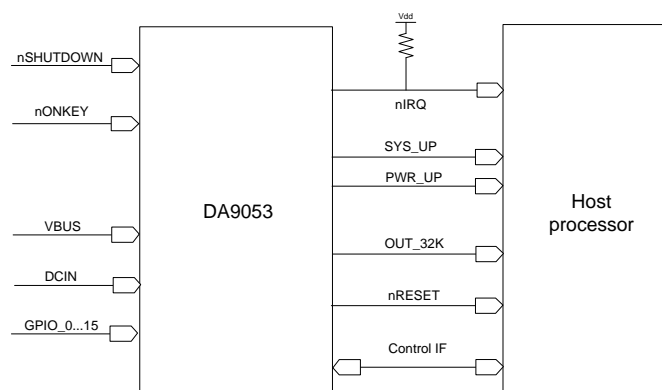 Vdd
nSHUTDOWN
nIRQ
nONKEY
SYS_UP
PWR_UP
DA9053
Host
processor
VBUS
OUT_32K
DCIN
nRESET
GPIO_0...15
Control IF